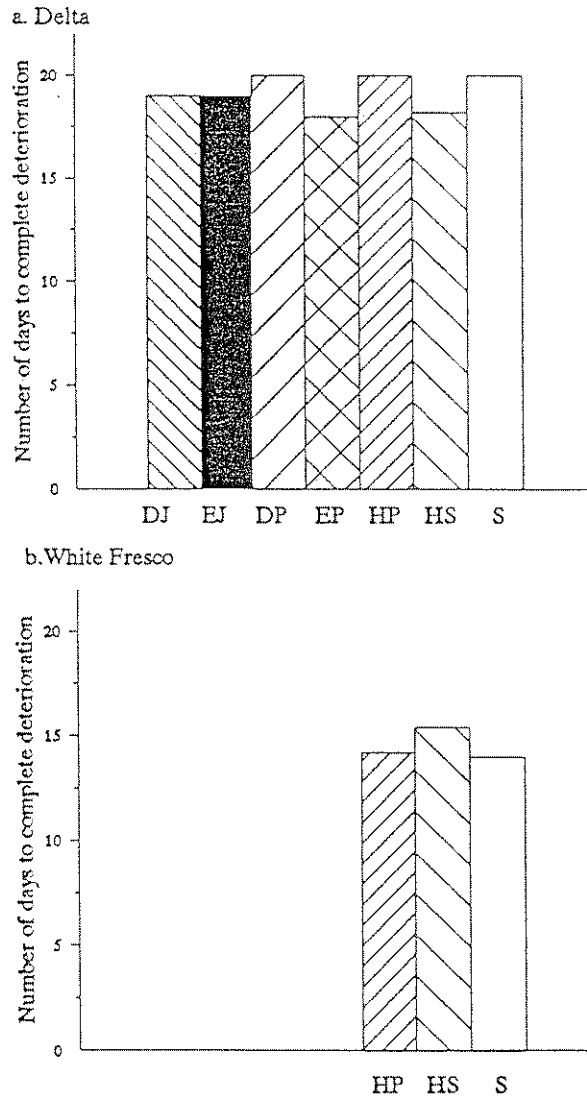 a. Delta
Number of days to complete deterioration
20
15
10
5
0
DJ EJ DP EP HP HS S
b.White Fresco
Number of days to complete deterioration
20
15
10
5
0
HP HS S